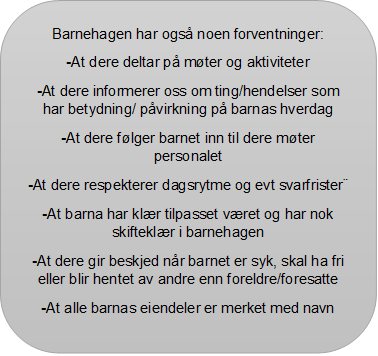 Barnehagen har også noen forventninger:
-At dere deltar på møter og aktiviteter
-At dere informerer oss om ting/hendelser som
har betydning/ påvirkning på barnas hverdag
-At dere følger barnet inn til dere møter
personalet
-At dere respekterer dagsrytme og evt svarfrister¨
-At barna har klær tilpasset været og har nok
skifteklær i barnehagen
-At dere gir beskjed når barnet er syk, skal ha fri
eller blir hentet av andre enn foreldre/foresatte
-At alle barnas eiendeler er merket med navn